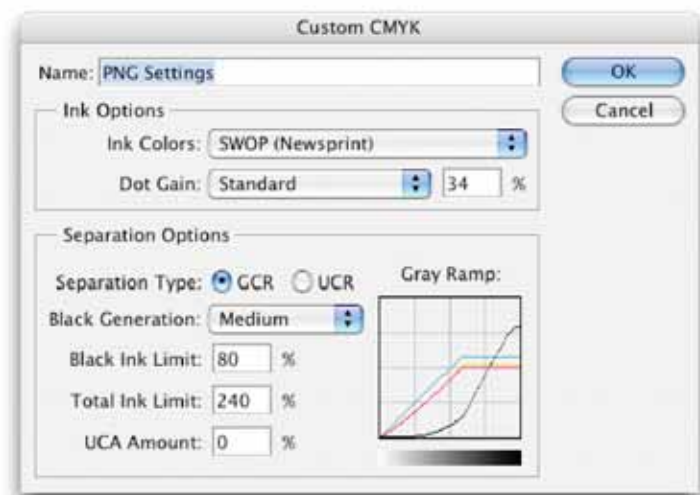 Custom CMYK
Name: PNG Settings
OK
Cancel
Ink Options
Ink Colors: SWOP (Newsprint)
Dot Gain: Standard 34 %
Separation Options
Separation Type: GCR UCR
Gray Ramp:
Black Generation: Medium
Black Ink Limit: 80 %
Total Ink Limit: 240 %
UCA Amount: 0 %